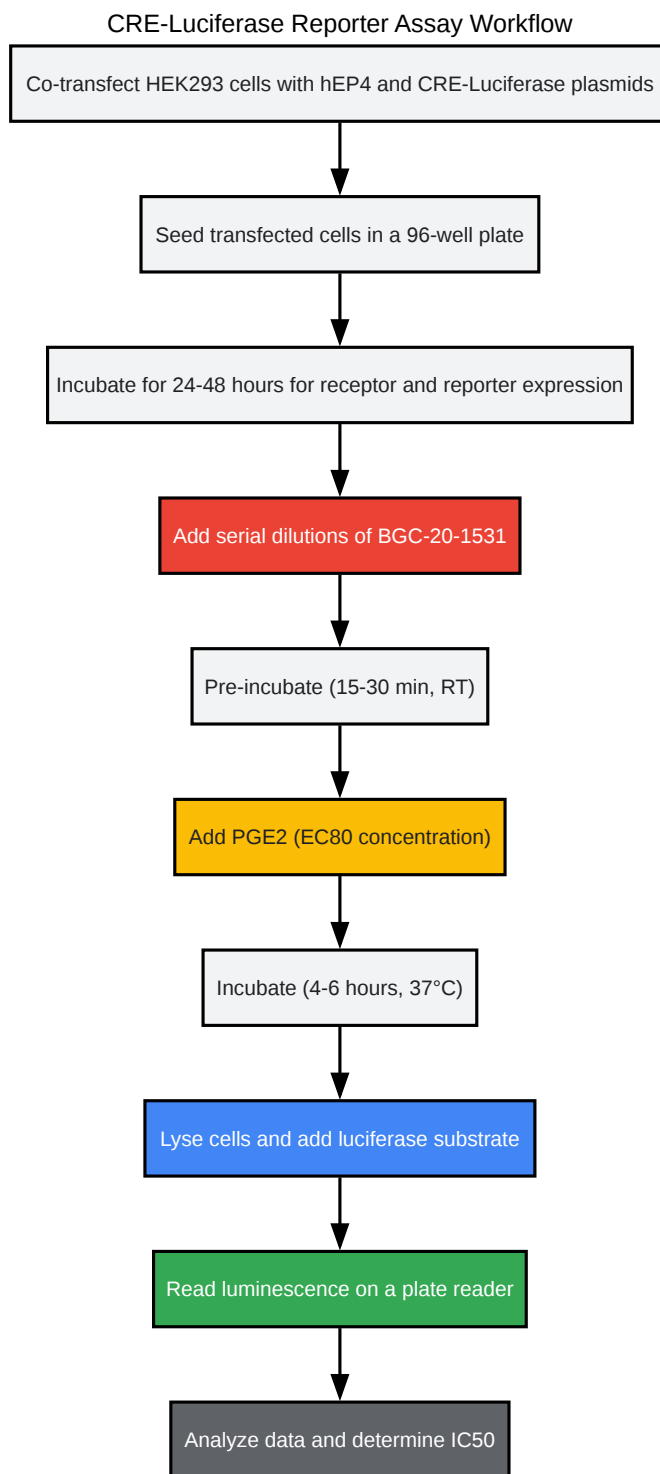 CRE-Luciferase Reporter Assay Workflow
Co-transfect HEK293 cells with hEP4 and CRE-Luciferase plasmids
Seed transfected cells in a 96-well plate
Incubate for 24-48 hours for receptor and reporter expression
Add serial dilutions of BGC-20-1531
Pre-incubate (15-30 min, RT)
Add PGE2 (EC80 concentration)
Incubate (4-6 hours, 37°C)
Lyse cells and add luciferase substrate
Read luminescence on a plate reader
Analyze data and determine IC50